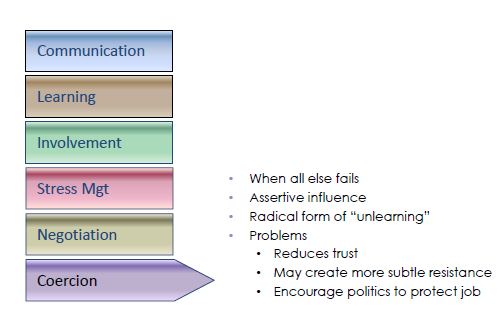 Communication
Learning
Involvement
Stress Mgt
Negotiation
Coercion
• When all else fails
• Assertive influence
• Radical form of “unlearning”
• Problems
• Reduces trust
• May create more subtle resistance
• Encourage politics to protect job